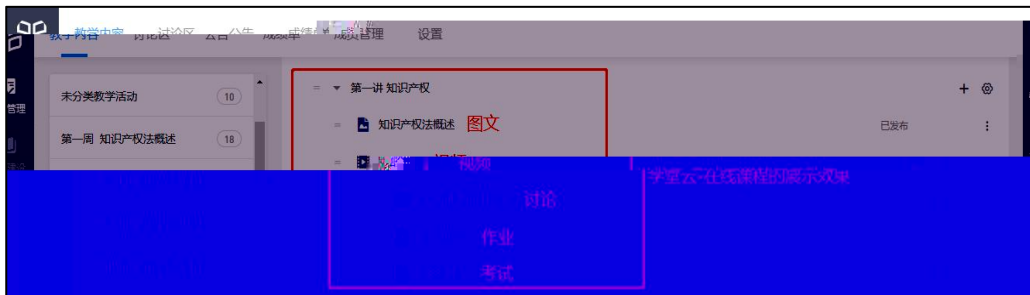 教学内容 讨论区 公告 成绩单 成员管理 设置
管理
未分类教学活动 10
第一讲 知识产权
知识产权法概述 图文
已发布
第一周 知识产权法概述 18
视频
学堂云-在线课程的展示效果
讨论
作业
考试